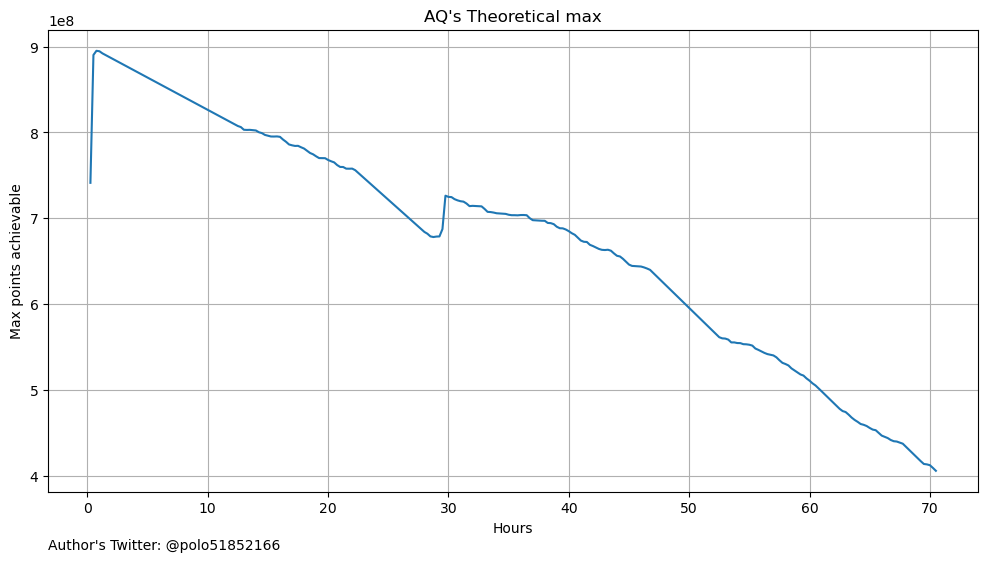 AQ's Theoretical max
1e8
9
8
7
6
5
4
Max points achievable
0 10 20 30 40 50 60 70
Hours
Author's Twitter: @polo51852166